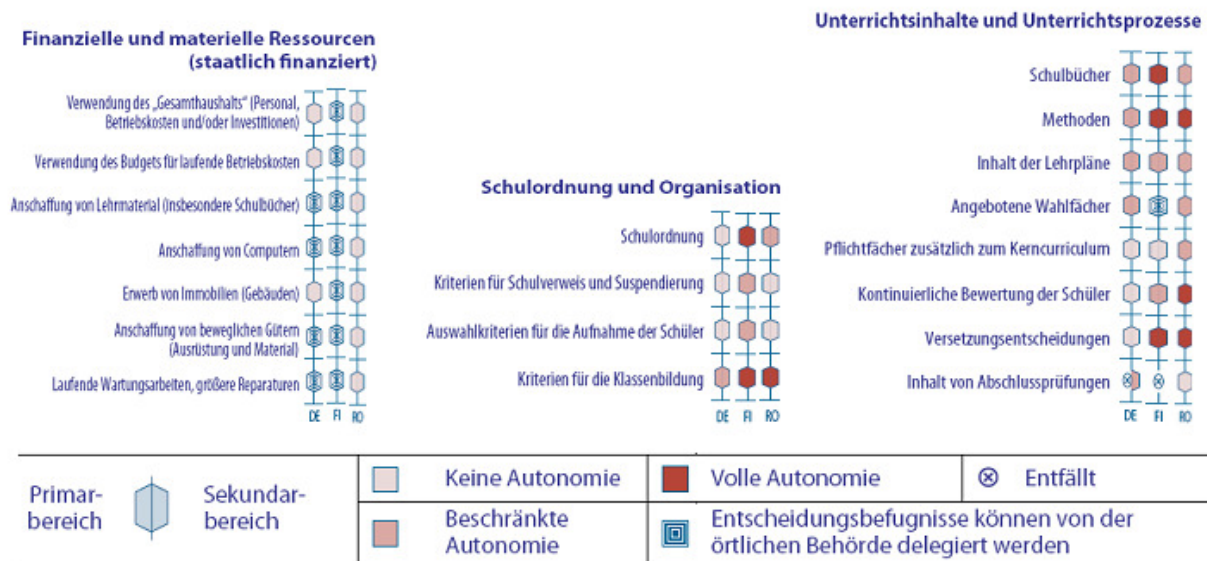 Finanzielle und materielle Ressourcen
(staatlich finanziert)
Verwendung des „Gesamthaushalts" (Personal,
Betriebskosten und/oder Investitionen)
Verwendung des Budgets für laufende Betriebskosten
Anschaffung von Lehrmaterial (insbesondere Schulbücher)
Anschaffung von Computern
Erwerb von Immobilien (Gebäuden)
Anschaffung von beweglichen Gütern
(Ausrüstung und Material)
Laufende Wartungsarbeiten, größere Reparaturen
DE FI RO
Schulordnung und Organisation
Schulordnung
Kriterien für Schulverweis und Suspendierung
Auswahlkriterien für die Aufnahme der Schüler
Kriterien für die Klassenbildung
DE FI RO
Unterrichtsinhalte und Unterrichtsprozesse
Schulbücher
Methoden
Inhalt der Lehrpläne
Angebotene Wahlfächer
Pflichtfächer zusätzlich zum Kerncurriculum
Kontinuierliche Bewertung der Schüler
Versetzungsentscheidungen
Inhalt von Abschlussprüfungen
DE FI RO
Primar-
bereich
Sekundar-
bereich
Keine Autonomie
Volle Autonomie
Entfällt
Beschränkte
Autonomie
Entscheidungsbefugnisse können von der
örtlichen Behörde delegiert werden